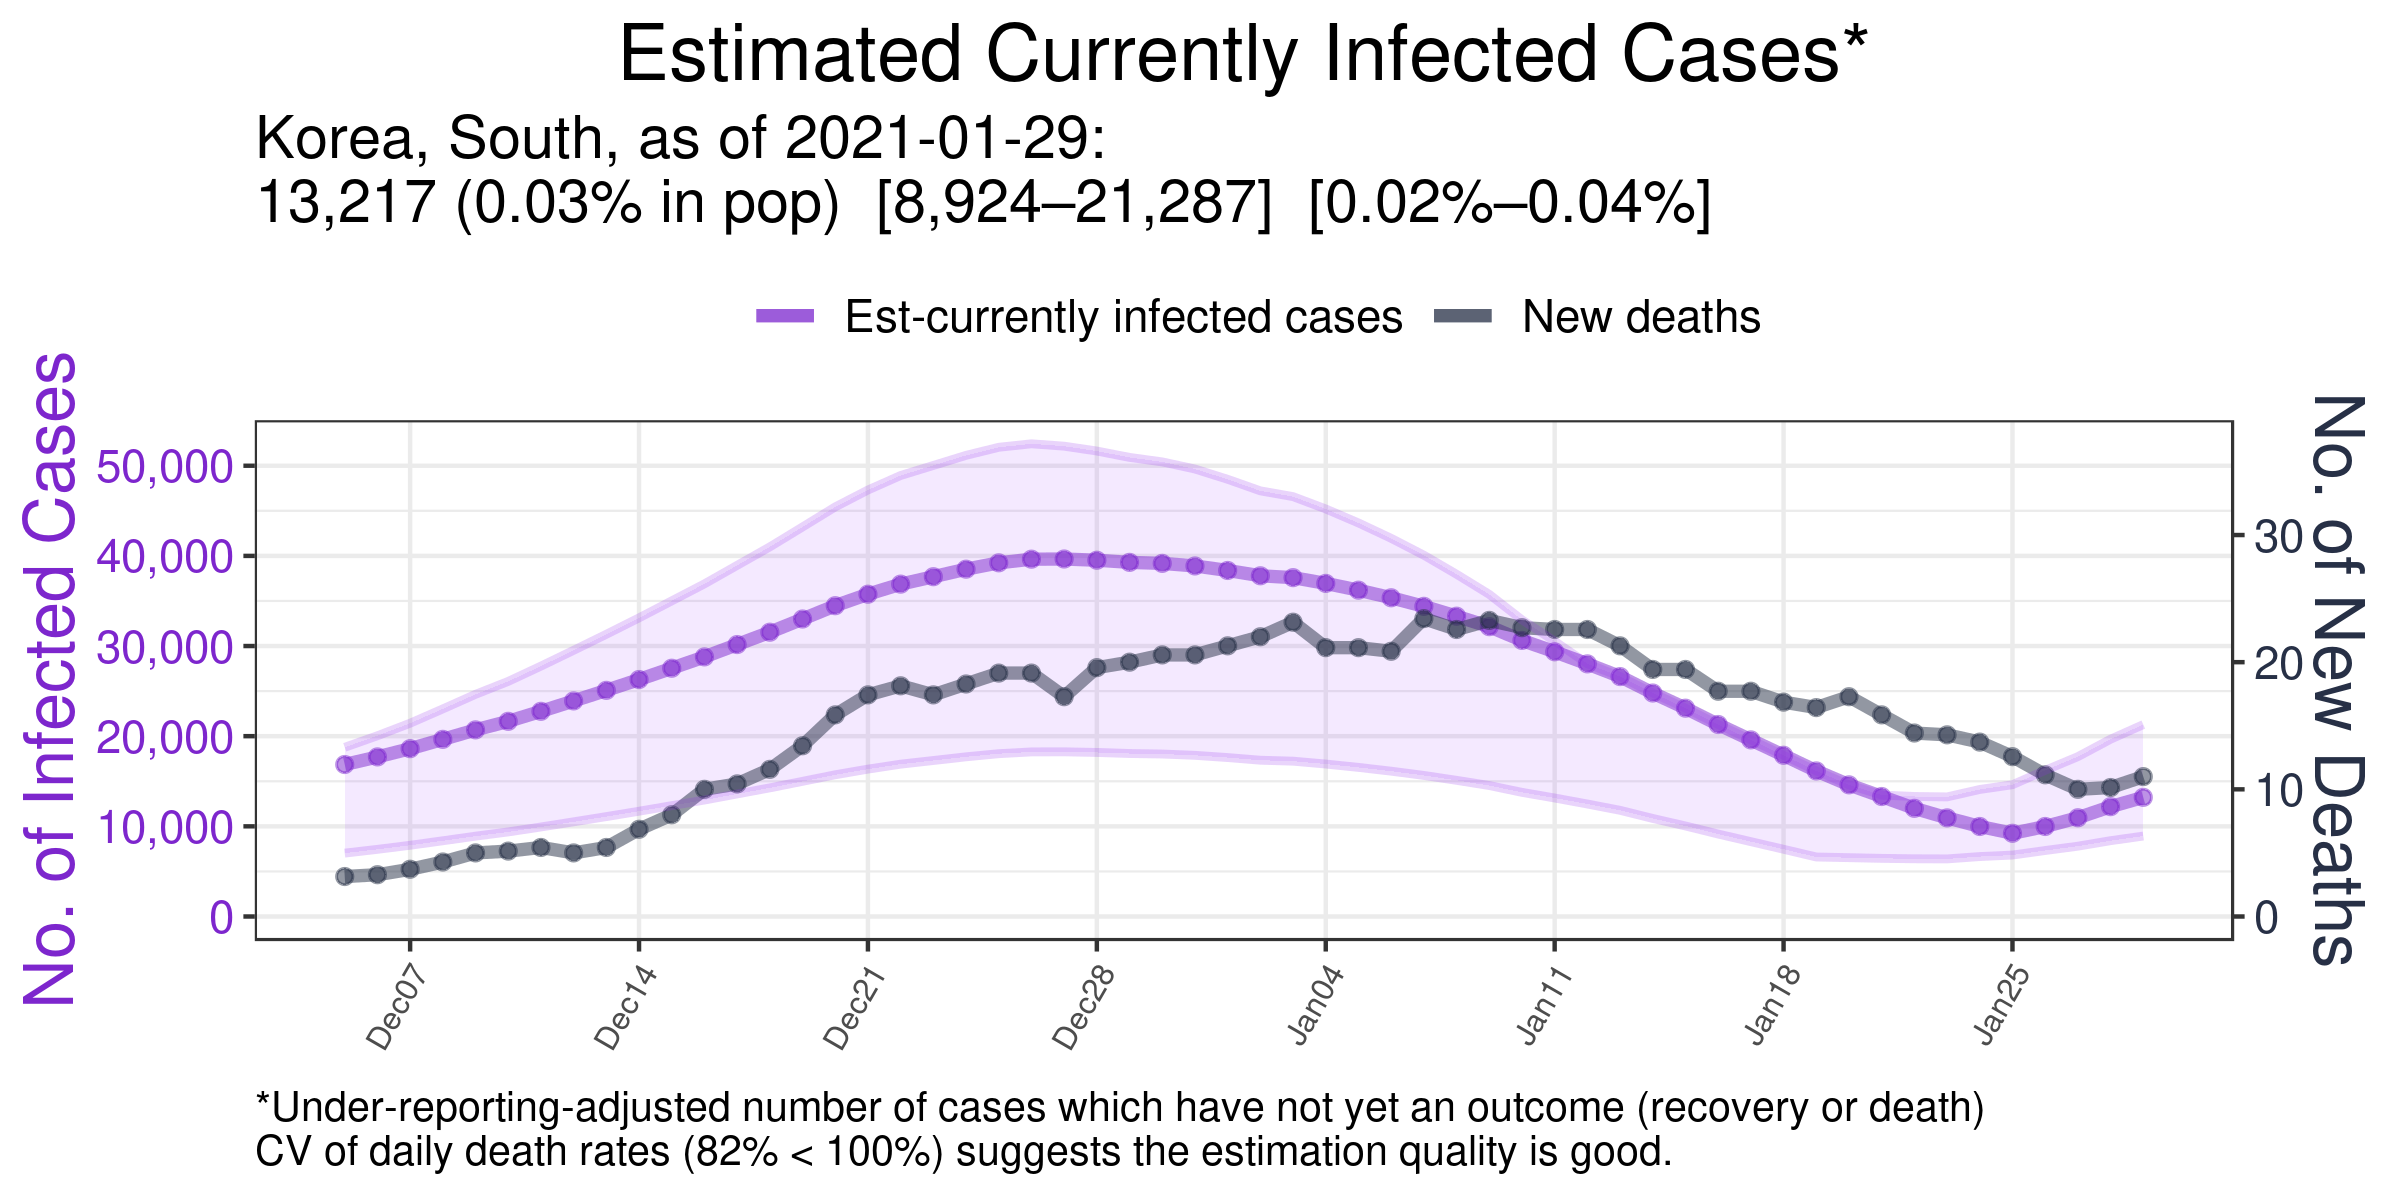 Estimated Currently Infected Cases*
Korea, South, as of 2021-01-29:
13,217 (0.03% in pop)  [8,924–21,287]  [0.02%–0.04%]
Est-currently infected cases
New deaths
No. of Infected Cases
50,000
40,000
30,000
20,000
10,000
0
30
20
10
0
No. of New Deaths
Dec07
Dec14
Dec21
Dec28
Jan04
Jan11
Jan18
Jan25
*Under-reporting-adjusted number of cases which have not yet an outcome (recovery or death)
CV of daily death rates (82% < 100%) suggests the estimation quality is good.